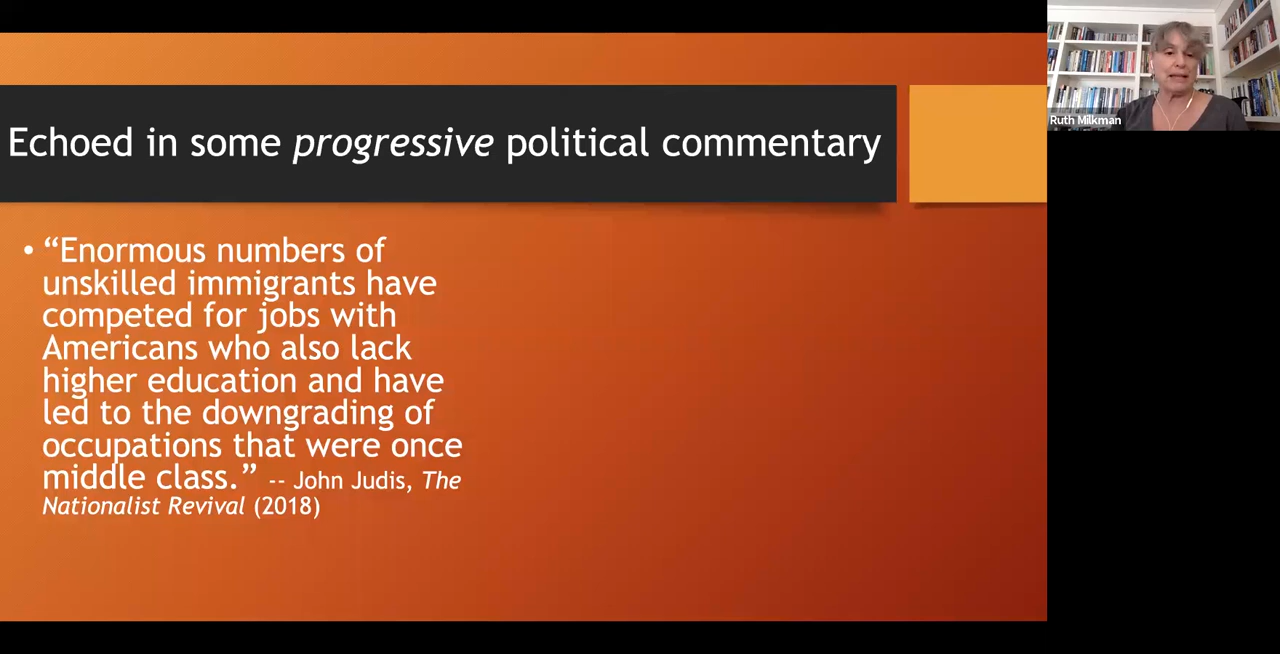 Echoed in some progressive political commentary
Ruth Milkman
• “Enormous numbers of
unskilled immigrants have
competed for jobs with
Americans who also lack
higher education and have
led to the downgrading of
occupations that were once
middle class.” -- John Judis, The
Nationalist Revival (2018)